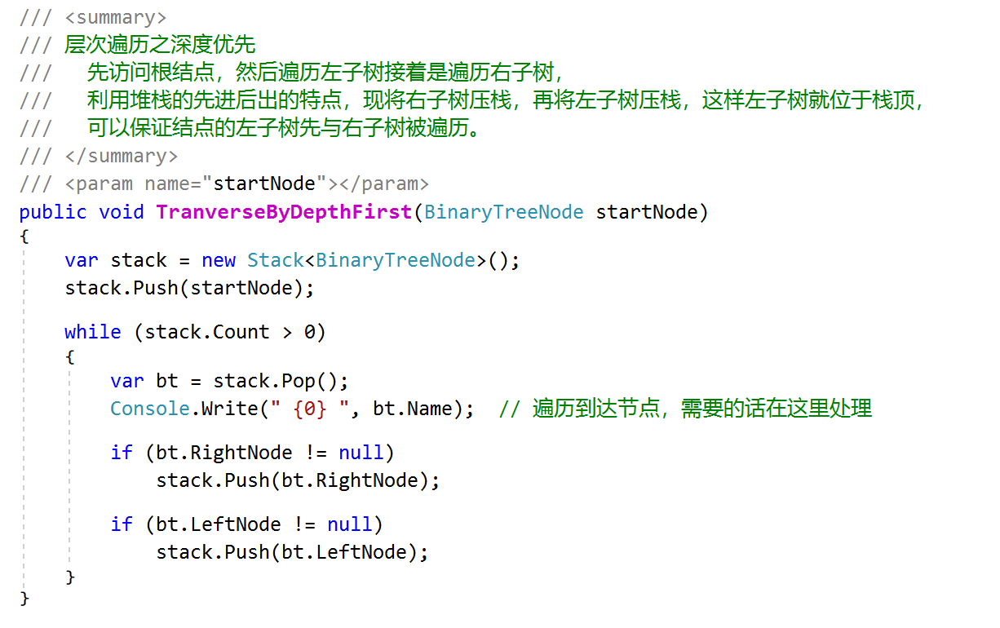 /// <summary>
/// 层次遍历之深度优先
///   先访问根结点，然后遍历左子树接着是遍历右子树，
///   利用堆栈的先进后出的特点，现将右子树压栈，再将左子树压栈，这样左子树就位于栈顶，
///   可以保证结点的左子树先与右子树被遍历。
/// </summary>
/// <param name="startNode"></param>
public void TranverseByDepthFirst(BinaryTreeNode startNode)
{
    var stack = new Stack<BinaryTreeNode>();
    stack.Push(startNode);
    while (stack.Count > 0)
    {
        var bt = stack.Pop();
        Console.Write(" {0} ", bt.Name);  // 遍历到达节点，需要的话在这里处理
        if (bt.RightNode != null)
            stack.Push(bt.RightNode);
        if (bt.LeftNode != null)
            stack.Push(bt.LeftNode);
    }
}